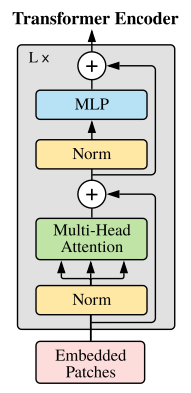 Transformer Encoder
L ×
+
MLP
Norm
+
Multi-Head
Attention
Norm
Embedded
Patches